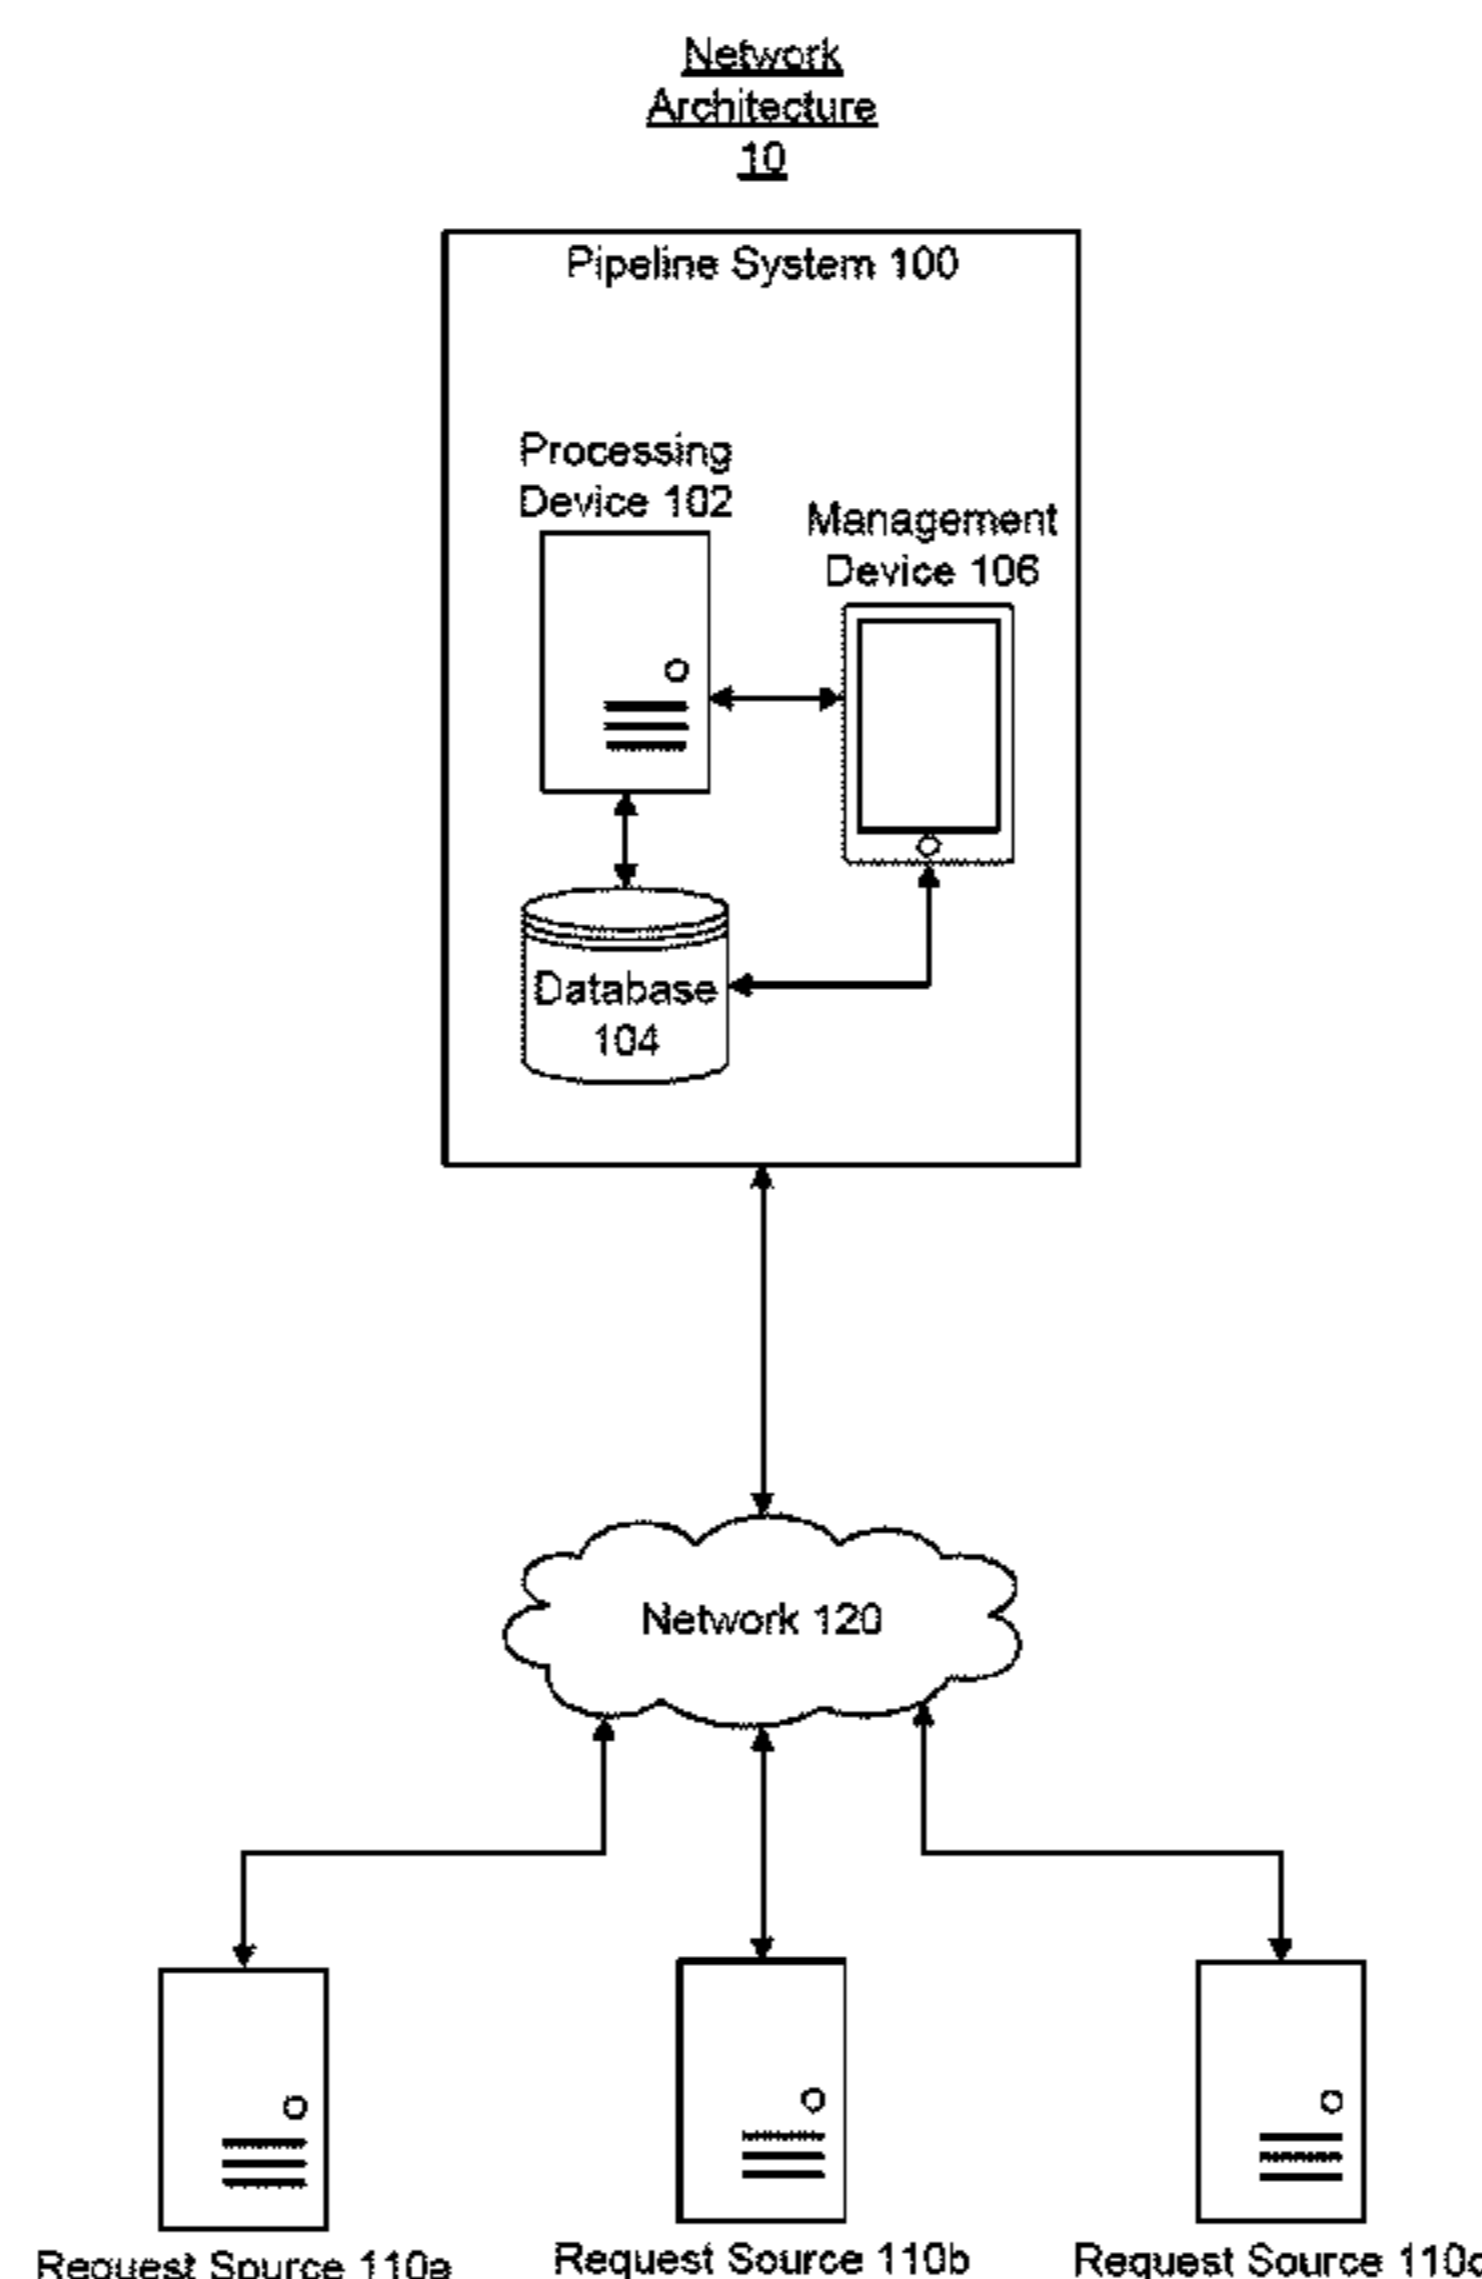 Network
Architecture
10
Pipeline System 100
Processing
Device 102
Management
Device 106
Database
104
Network 120
Request Source 110a
Request Source 110b
Request Source 110c